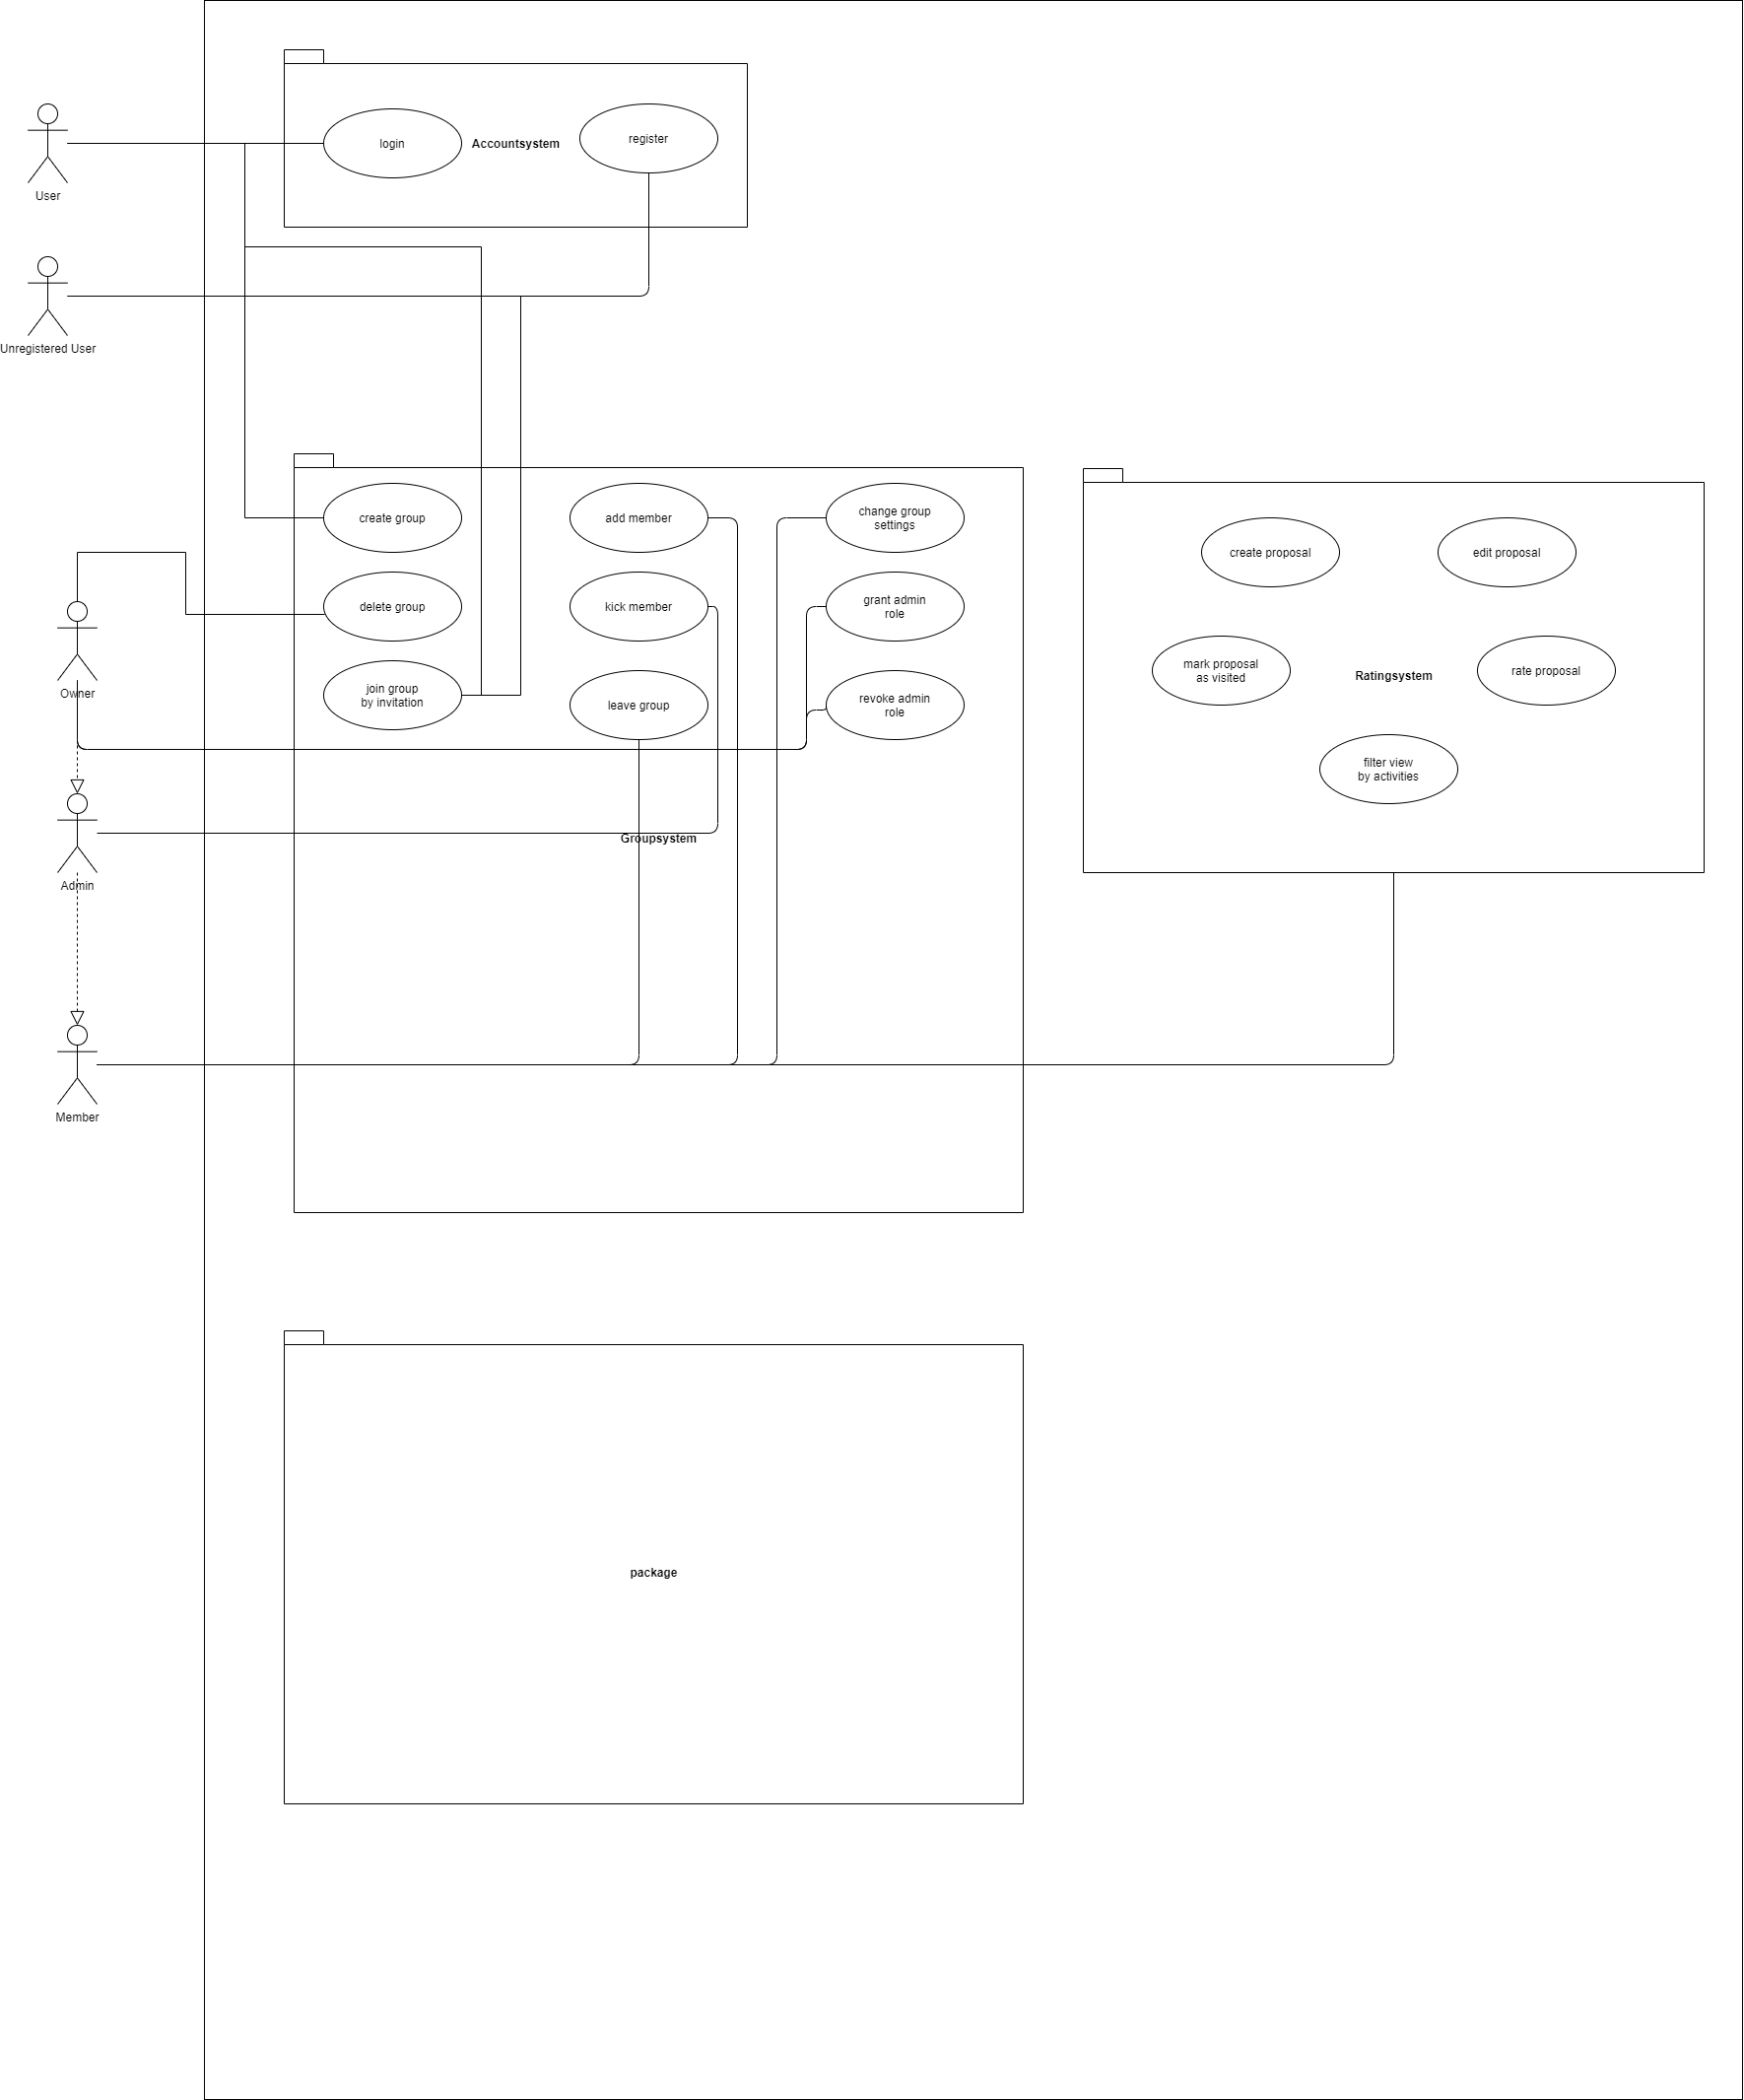 login
Accountsystem
register
User
Unregistered User
create group
add member
change group
settings
delete group
kick member
grant admin
role
join group
by invitation
leave group
revoke admin
role
Groupsystem
create proposal
edit proposal
mark proposal
as visited
Ratingsystem
rate proposal
filter view
by activities
Owner
Admin
Member
package